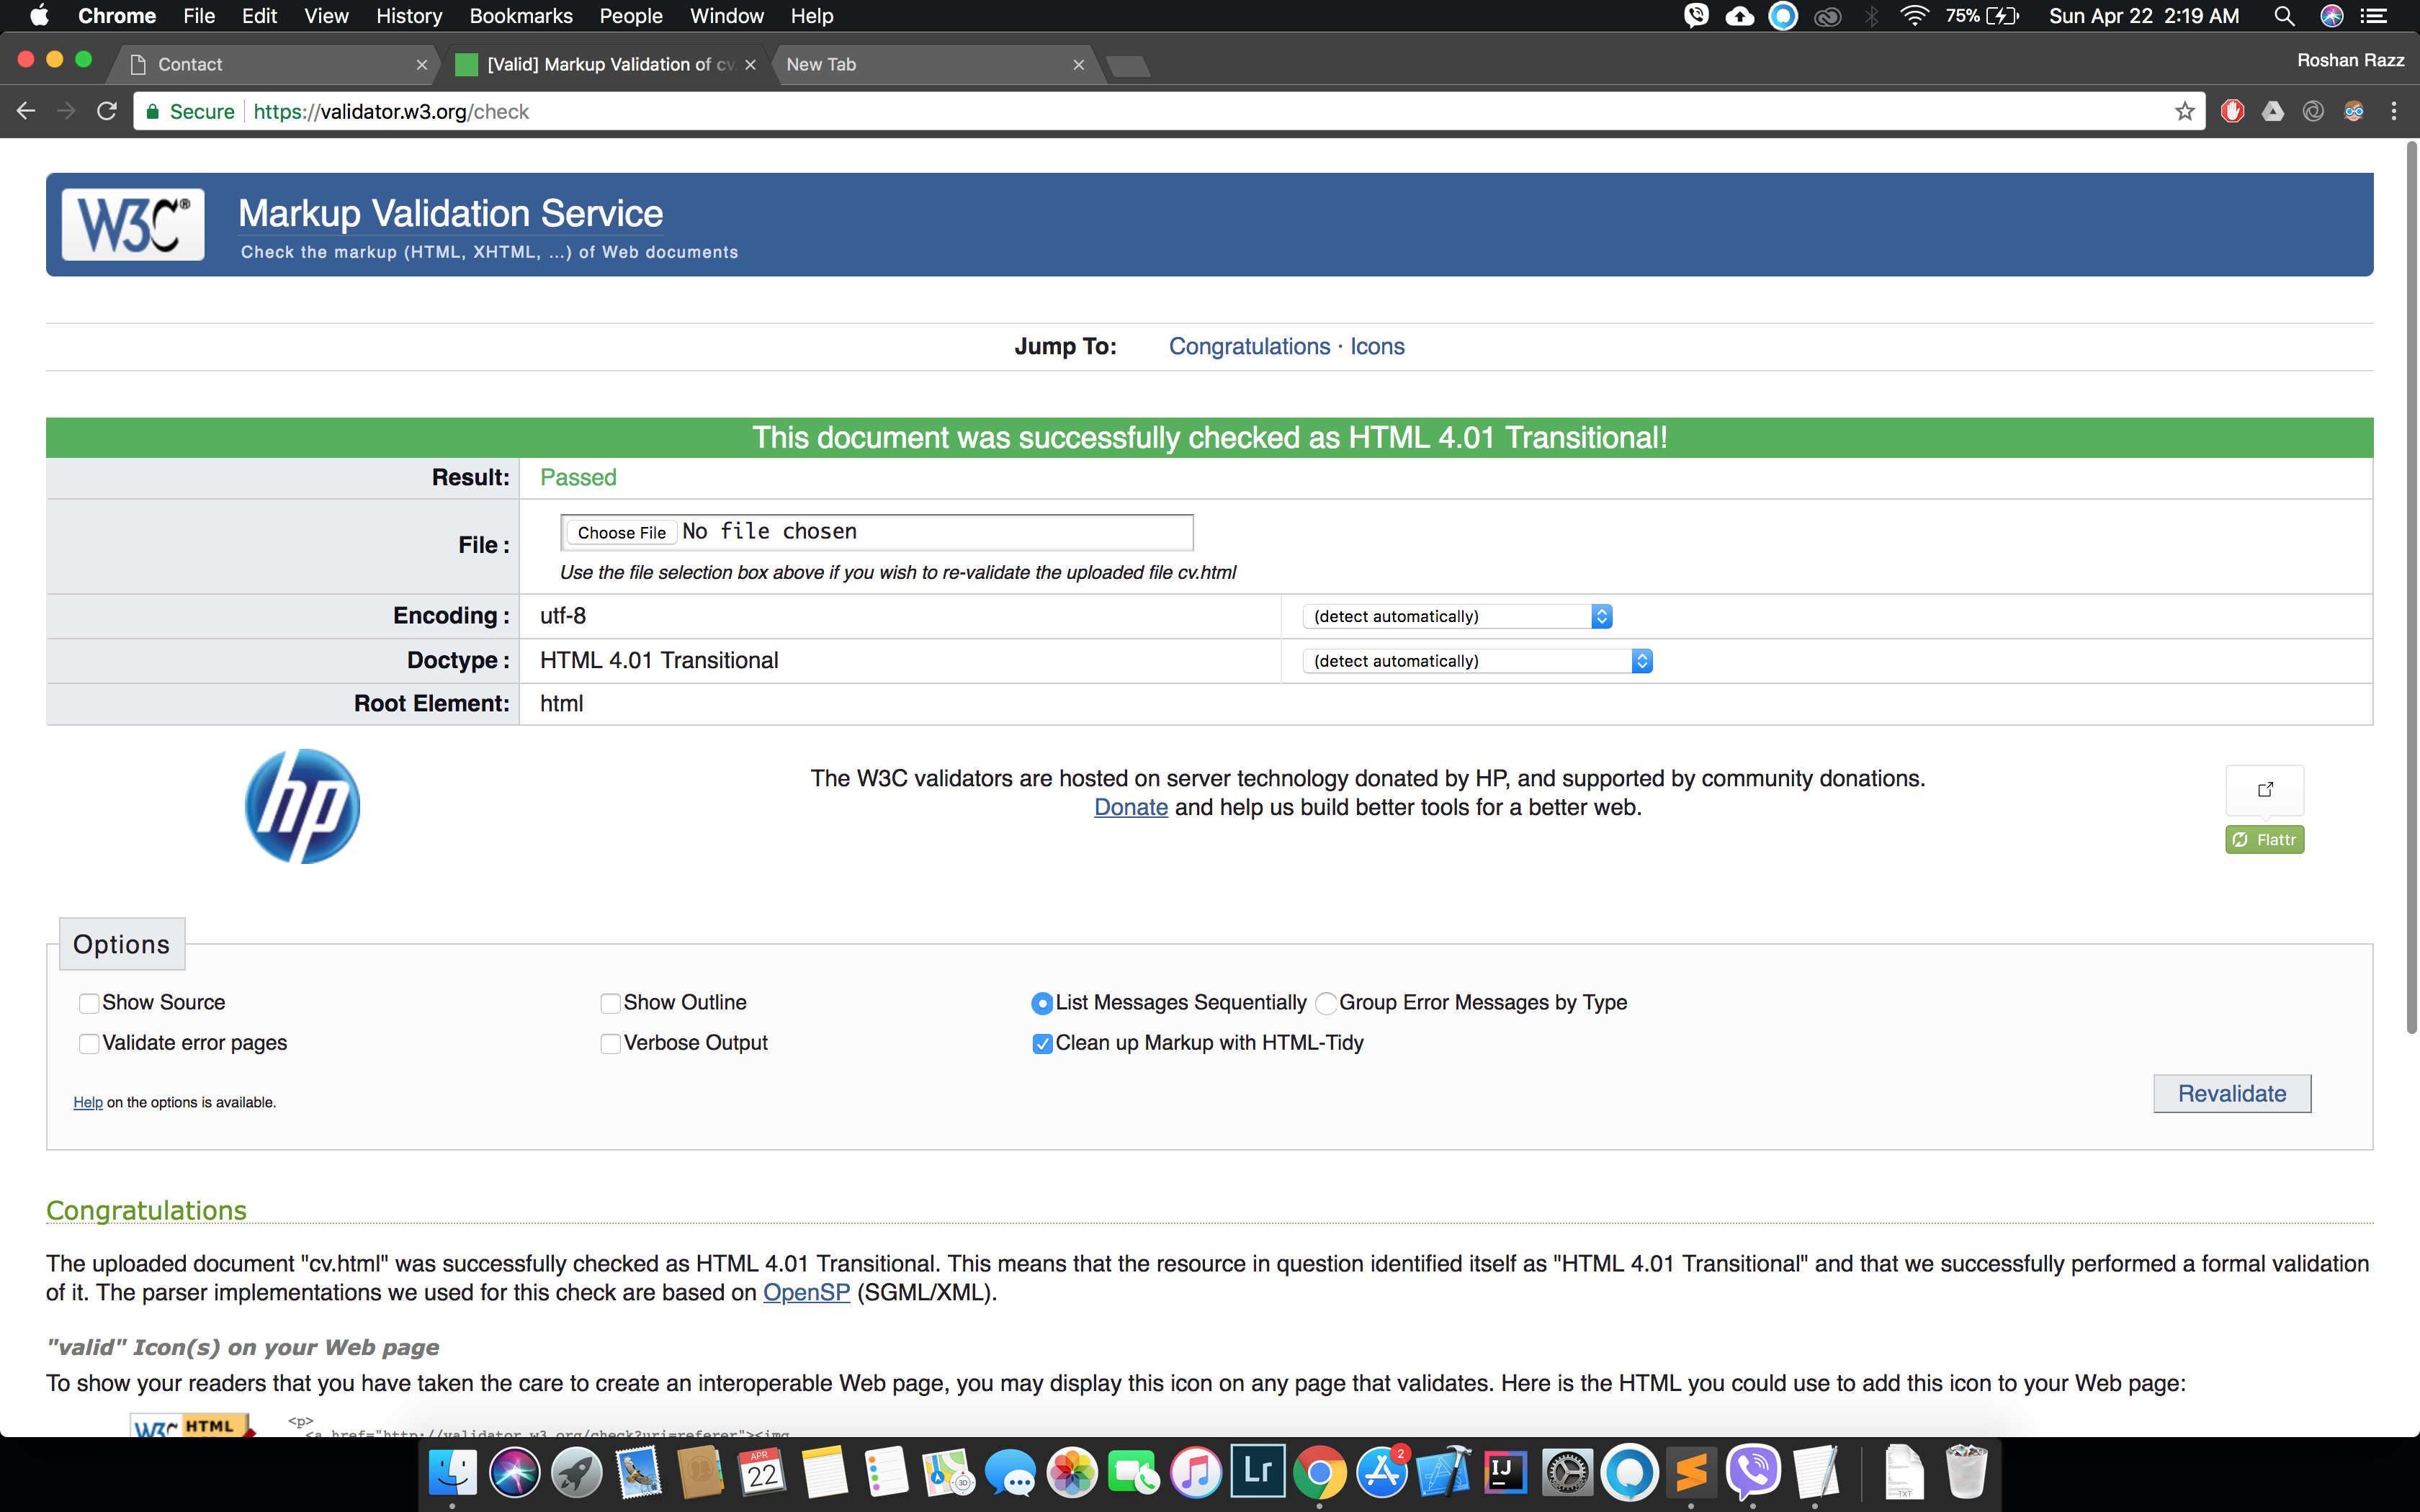 Chrome File Edit View History Bookmarks People Window Help 75% Sun Apr 22 2:19 AM
Contact [Valid] Markup Validation of cv. New Tab Roshan Razz
Secure https://validator.w3.org/check
W3C® Markup Validation Service
Check the markup (HTML, XHTML, ...) of Web documents
Jump To: Congratulations · Icons
This document was successfully checked as HTML 4.01 Transitional!
Result: Passed
File : Choose File No file chosen
Use the file selection box above if you wish to re-validate the uploaded file cv.html
Encoding : utf-8 (detect automatically)
Doctype : HTML 4.01 Transitional (detect automatically)
Root Element: html
hp
The W3C validators are hosted on server technology donated by HP, and supported by community donations.
Donate and help us build better tools for a better web.
Flattr
Options
Show Source Show Outline List Messages Sequentially Group Error Messages by Type
Validate error pages Verbose Output Clean up Markup with HTML-Tidy
Help on the options is available.
Revalidate
Congratulations
The uploaded document "cv.html" was successfully checked as HTML 4.01 Transitional. This means that the resource in question identified itself as "HTML 4.01 Transitional" and that we successfully performed a formal validation
of it. The parser implementations we used for this check are based on OpenSP (SGML/XML).
"valid" Icon(s) on your Web page
To show your readers that you have taken the care to create an interoperable Web page, you may display this icon on any page that validates. Here is the HTML you could use to add this icon to your Web page:
W3C HTML <p>
<a href="http://validator.w3.org/check?uri=referer"><img
APR
22
30
Lr
2
IJ
TXT